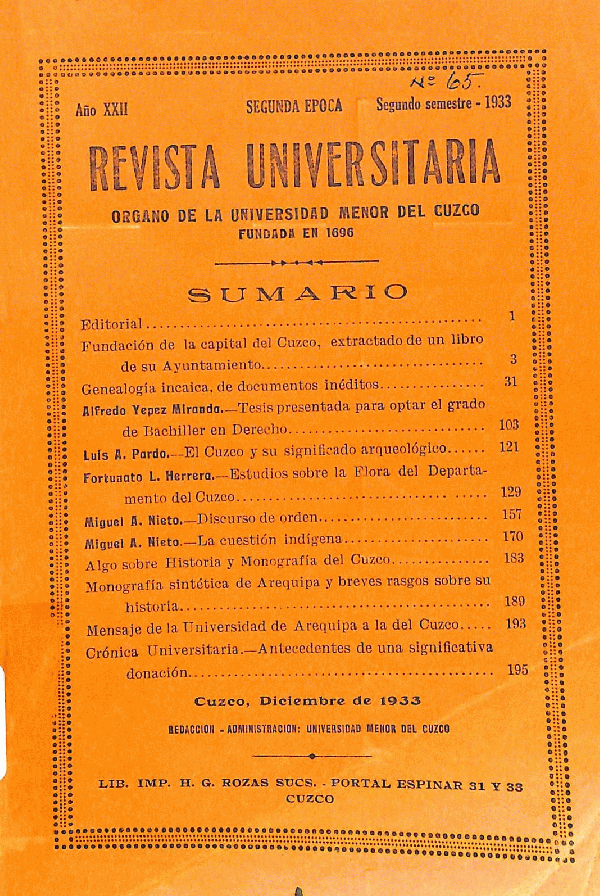 Nº 65.
Año XXII SEGUNDA EPOCA Segundo semestre - 1933
REVISTA UNIVERSITARIA
ORGANO DE LA UNIVERSIDAD MENOR DEL CUZCO
FUNDADA EN 1696
SUMARIO
Editorial.................................................. 1
Fundación de la capital del Cuzco, extractado de un libro
de su Ayuntamiento.................................. 3
Genealogía incaica, de documentos inéditos................ 31
Alfredo Yepez Miranda.—Tesis presentada para optar el grado
de Bachiller en Derecho............................. 103
Luis A. Pardo.—El Cuzco y su significado arqueológico...... 121
Fortunato L. Herrera.—Estudios sobre la Flora del Departa-
mento del Cuzco.............................. ..... 129
Miguel A. Nieto.—Discurso de orden......................... 157
Miguel A. Nieto.—La cuestión indígena...................... 170
Algo sobre Historia y Monografía del Cuzco............... 183
Monografía sintética de Arequipa y breves rasgos sobre su
historia............................................ 189
Mensaje de la Universidad de Arequipa a la del Cuzco..... 193
Crónica Universitaria.—Antecedentes de una significativa
donación............................................ 195
Cuzco, Diciembre de 1933
REDACCION - ADMINISTRACION: UNIVERSIDAD MENOR DEL CUZCO
LIB. IMP. H. G. ROZAS SUCS. - PORTAL ESPINAR 31 Y 33
CUZCO